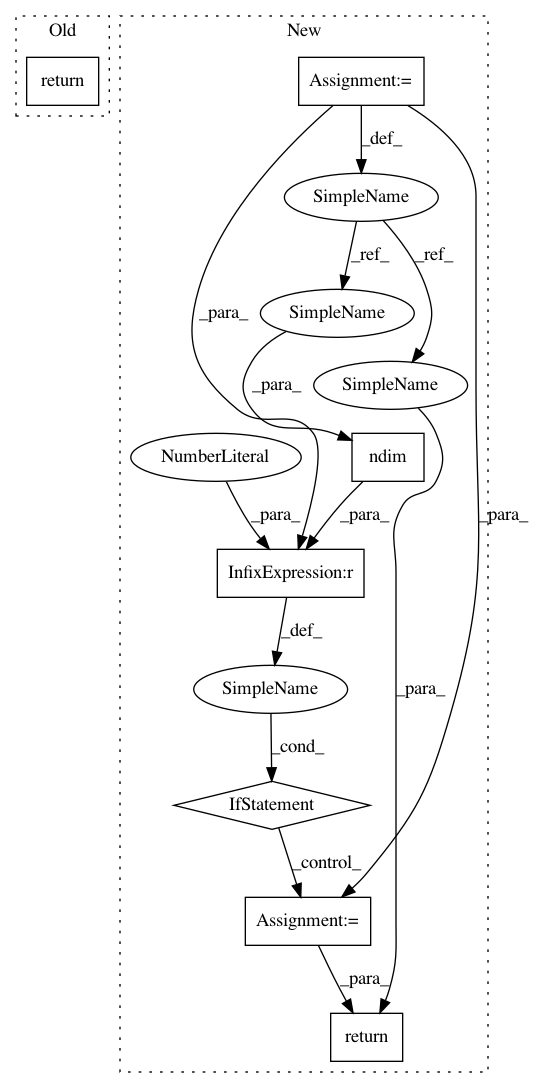 Old
New
return
Assignment:=
_def_
SimpleName
_ref_
_ref_
SimpleName
_para_
SimpleName
_para_
NumberLiteral
ndim
_para_
_para_
_para_
InfixExpression:r
_def_
SimpleName
_para_
_cond_
IfStatement
_control_
Assignment:=
_para_
return